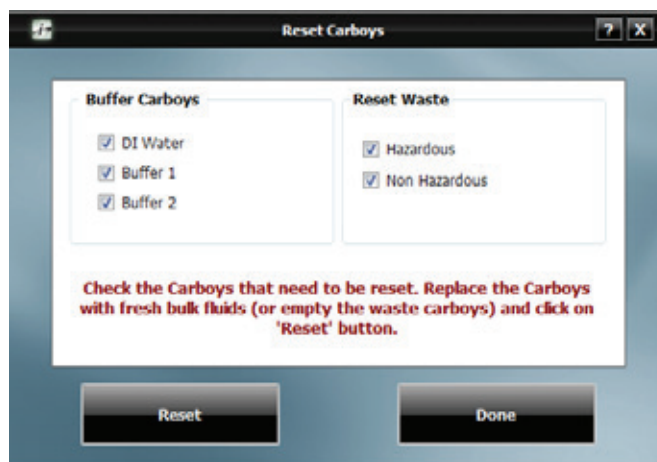 Reset Carboys
? X
Buffer Carboys
DI Water
Buffer 1
Buffer 2
Reset Waste
Hazardous
Non Hazardous
Check the Carboys that need to be reset. Replace the Carboys
with fresh bulk fluids (or empty the waste carboys) and click on
'Reset' button.
Reset
Done